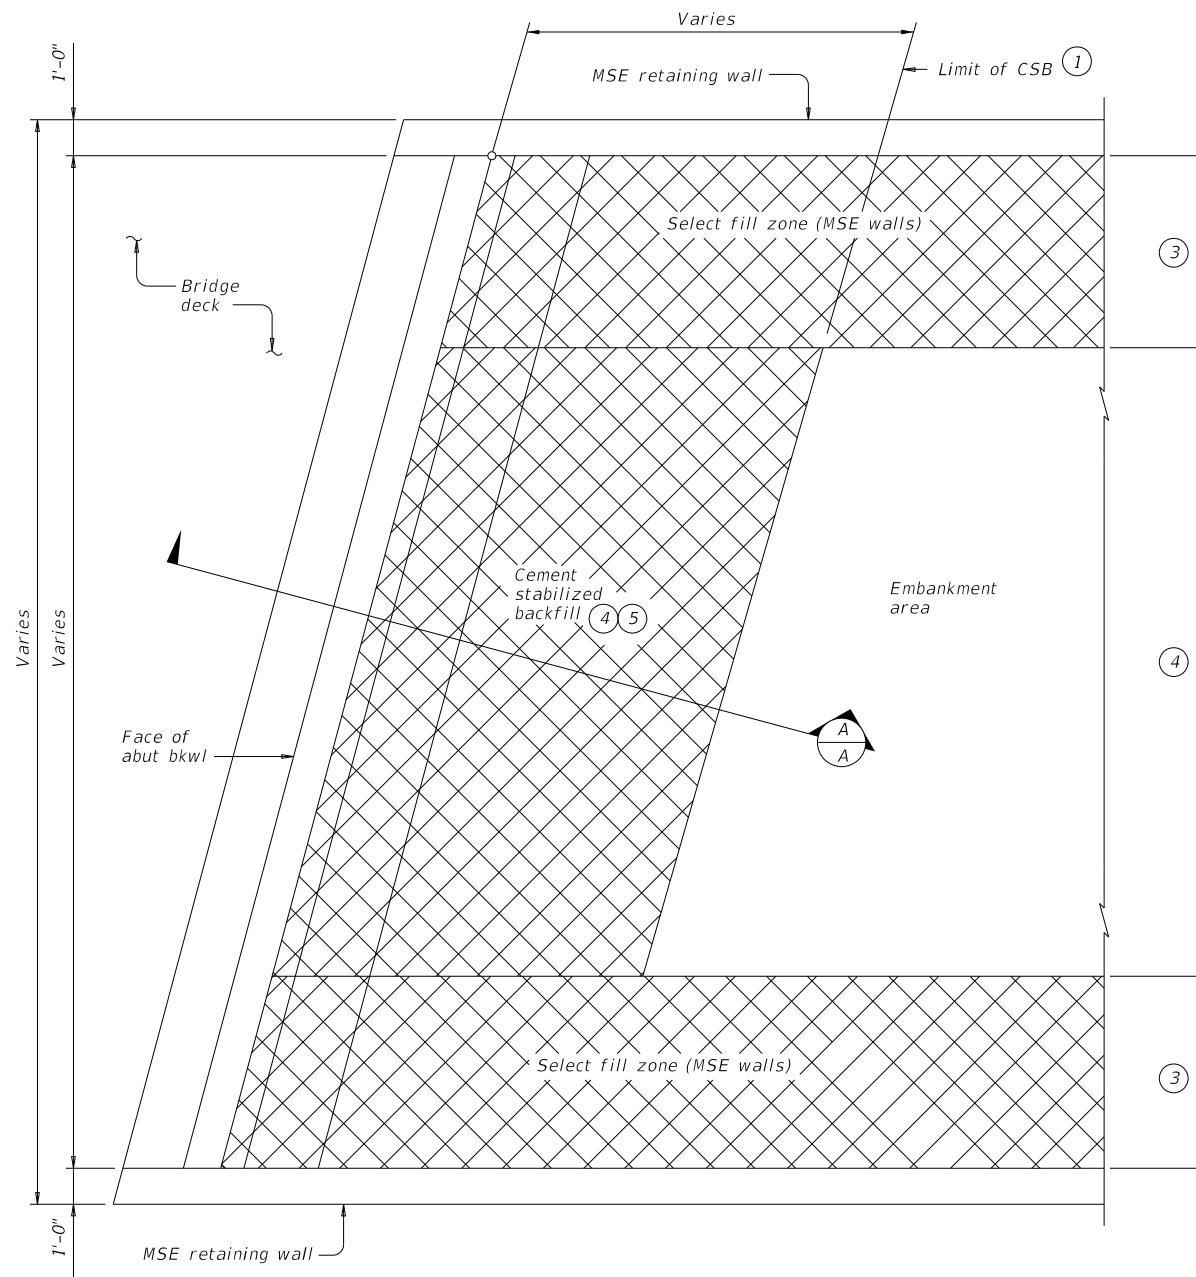 Varies
1'-0"
MSE retaining wall
Limit of CSB 1
Select fill zone (MSE walls)
3
Bridge
deck
Cement
stabilized
backfill 4 5
Embankment
area
Varies
Varies
4
Face of
abut bkwl
A
A
Select fill zone (MSE walls)
3
1'-0"
MSE retaining wall